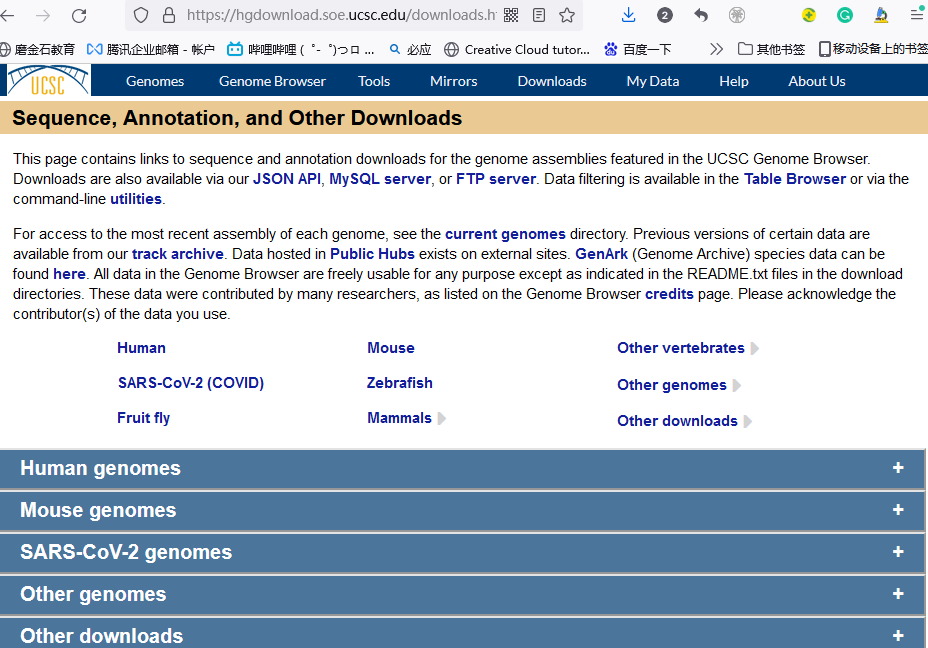 https://hgdownload.soe.ucsc.edu/downloads.h
2
磨金石教育 腾讯企业邮箱 - 帐户 哔哩哔哩 ( ゜- ゜)つロ ... 必应 Creative Cloud tutor... 百度一下 其他书签 移动设备上的书签
UCSC Genomes Genome Browser Tools Mirrors Downloads My Data Help About Us
Sequence, Annotation, and Other Downloads
This page contains links to sequence and annotation downloads for the genome assemblies featured in the UCSC Genome Browser.
Downloads are also available via our JSON API, MySQL server, or FTP server. Data filtering is available in the Table Browser or via the
command-line utilities.
For access to the most recent assembly of each genome, see the current genomes directory. Previous versions of certain data are
available from our track archive. Data hosted in Public Hubs exists on external sites. GenArk (Genome Archive) species data can be
found here. All data in the Genome Browser are freely usable for any purpose except as indicated in the README.txt files in the download
directories. These data were contributed by many researchers, as listed on the Genome Browser credits page. Please acknowledge the
contributor(s) of the data you use.
Human Mouse Other vertebrates
SARS-CoV-2 (COVID) Zebrafish Other genomes
Fruit fly Mammals Other downloads
Human genomes +
Mouse genomes +
SARS-CoV-2 genomes +
Other genomes +
Other downloads +